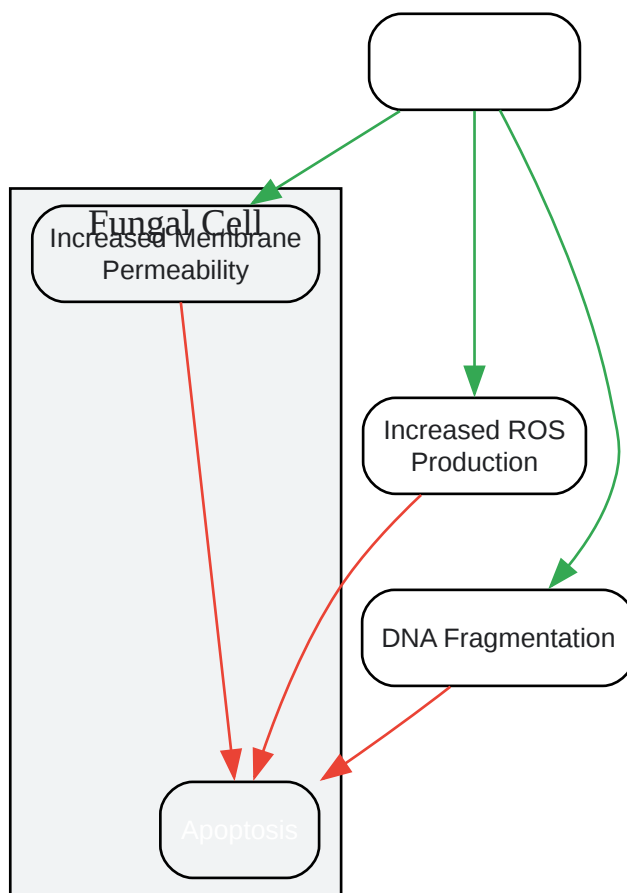 Fungal Cell
Increased Membrane
Permeability
Increased ROS
Production
DNA Fragmentation
Apoptosis